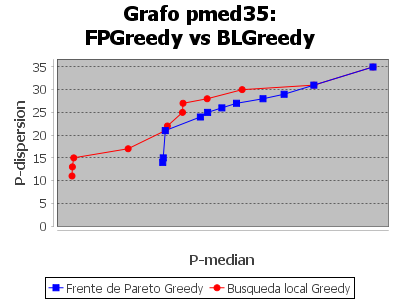 Grafo pmed35:
FPGreedy vs BLGreedy
P-dispersion
35
30
25
20
15
10
5
0
P-median
Frente de Pareto Greedy
Busqueda local Greedy